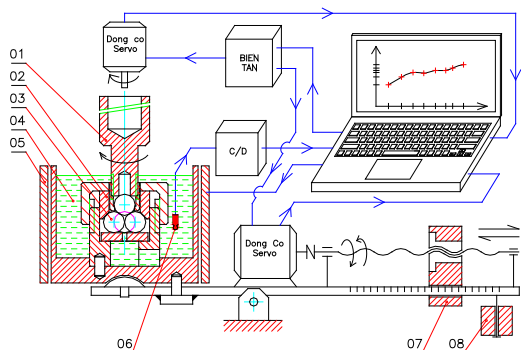 Dong co
Servo
BIEN
TAN
01
02
03
04
05
C/D
Dong Co
Servo
N
06
07
08